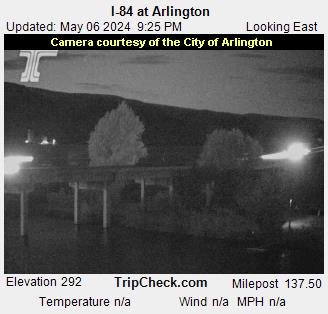 I-84 at Arlington
Updated: May 06 2024 9:25 PM Looking East
Camera courtesy of the City of Arlington
Elevation 292 TripCheck.com Milepost 137.50
Temperature n/a Wind n/a MPH n/a